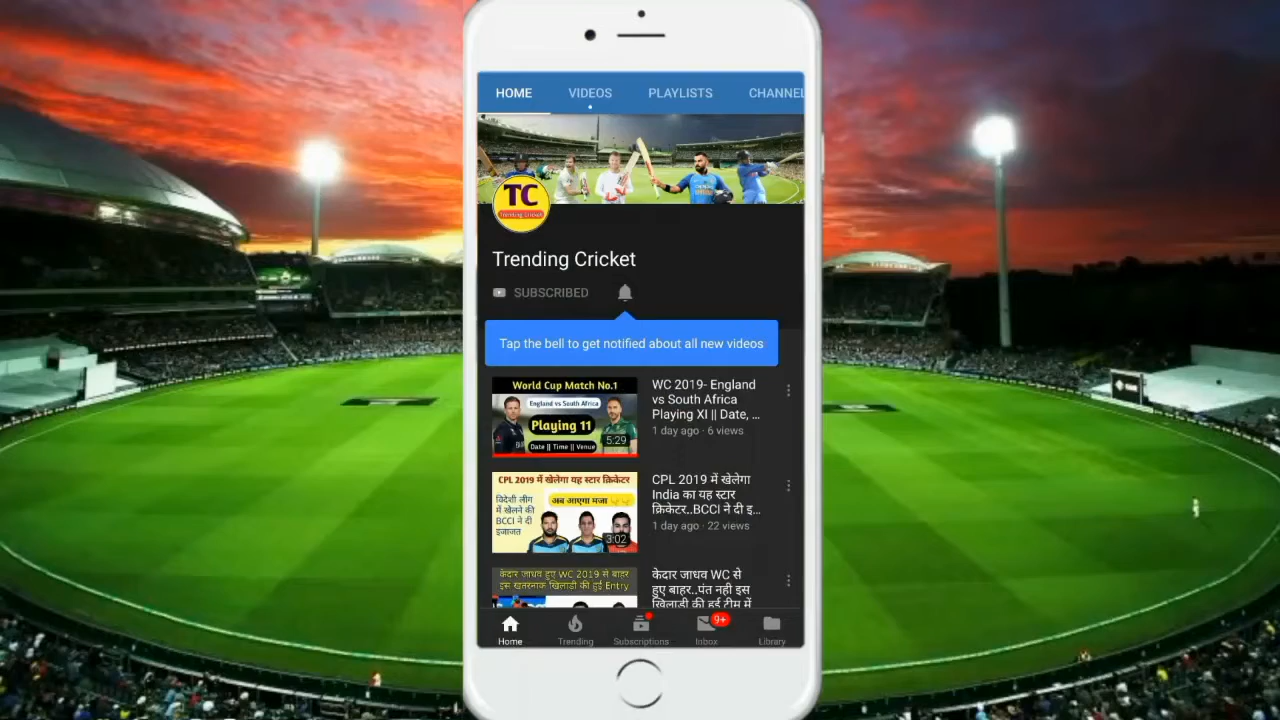 HOME VIDEOS PLAYLISTS CHANNEL
TC
Trending Cricket
Trending Cricket
SUBSCRIBED
Tap the bell to get notified about all new videos
World Cup Match No.1
England vs South Africa
Playing 11
Date || Time || Venue
5:29
WC 2019- England
vs South Africa
Playing XI || Date, ...
1 day ago · 6 views
CPL 2019 में खेलेगा यह स्टार क्रिकेटर
विदेशी लीग
में खेलने की
BCCI ने दी
इजाजत
अब आएगा मजा
3:02
CPL 2019 में खेलेगा
India का यह स्टार
क्रिकेटर..BCCI ने दी इ...
1 day ago · 22 views
केदार जाधव हुए WC 2019 से बाहर
इस खतरनाक खिलाड़ी की हुई Entry
केदार जाधव WC से
हुए बाहर..पंत नही इस
खिलाड़ी की हुई टीम में
9+
Home Trending Subscriptions Inbox Library